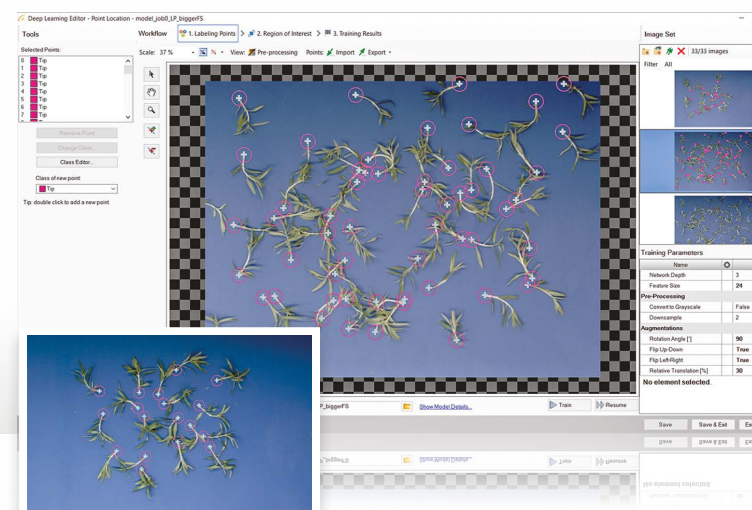 Deep Learning Editor - Point Location - model_job0_LP_biggerFS
Tools
Workflow
1. Labeling Points
2. Region of Interest
3. Training Results
Image Set
Selected Points:
Scale: 37 %
View:
Pre-processing
Points:
Import
Export
33/33 images
0 Tip
1 Tip
2 Tip
3 Tip
4 Tip
5 Tip
6 Tip
7 Tip
Filter All
Remove Point
Change Class...
Class Editor...
Class of new point:
Tip
Tip: double click to add a new point.
Training Parameters
Name
Network Depth 3
Feature Size 24
Pre-Processing
Convert to Grayscale False
Downsample 2
Augmentations
Rotation Angle [°] 90
Flip Up-Down True
Flip Left-Right True
Relative Translation [%] 30
No element selected.
P_biggerFS
Show Model Details...
Train
Resume
Save
Save & Exit